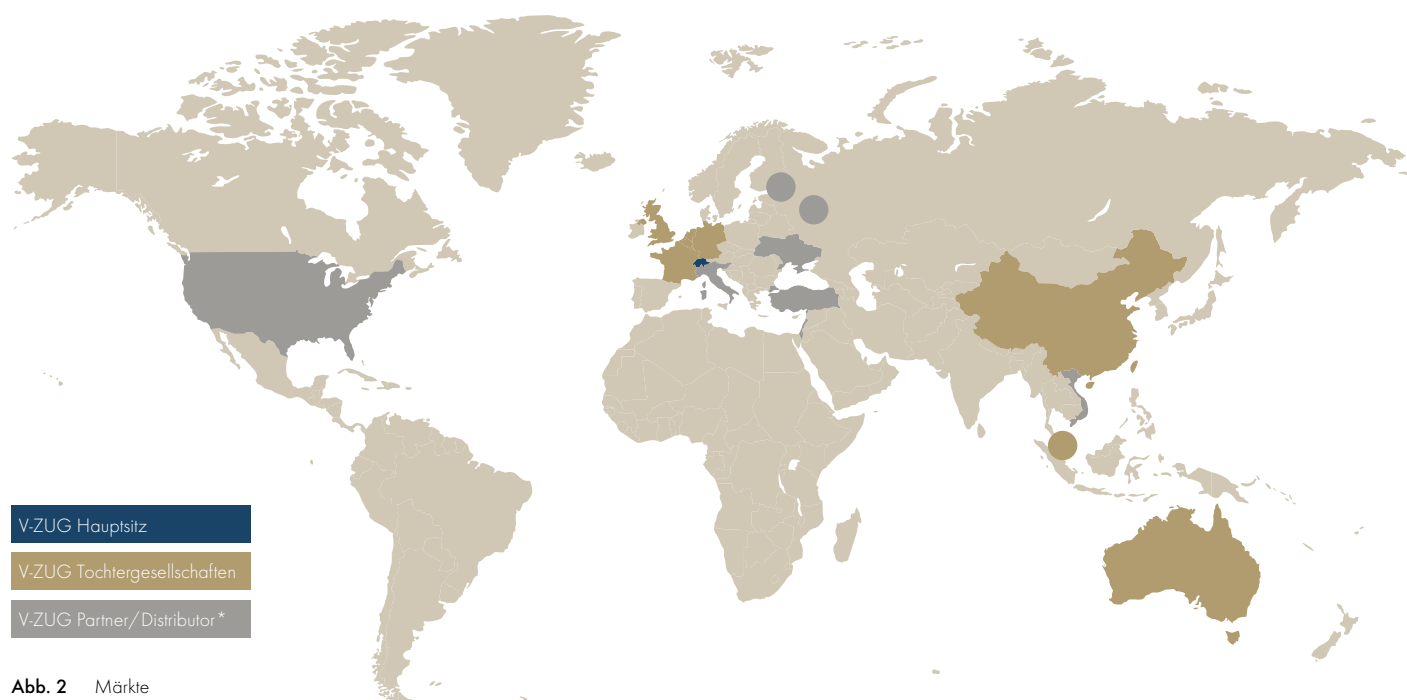 V-ZUG Hauptsitz
V-ZUG Tochtergesellschaften
V-ZUG Partner/Distributor*
Abb. 2 Märkte